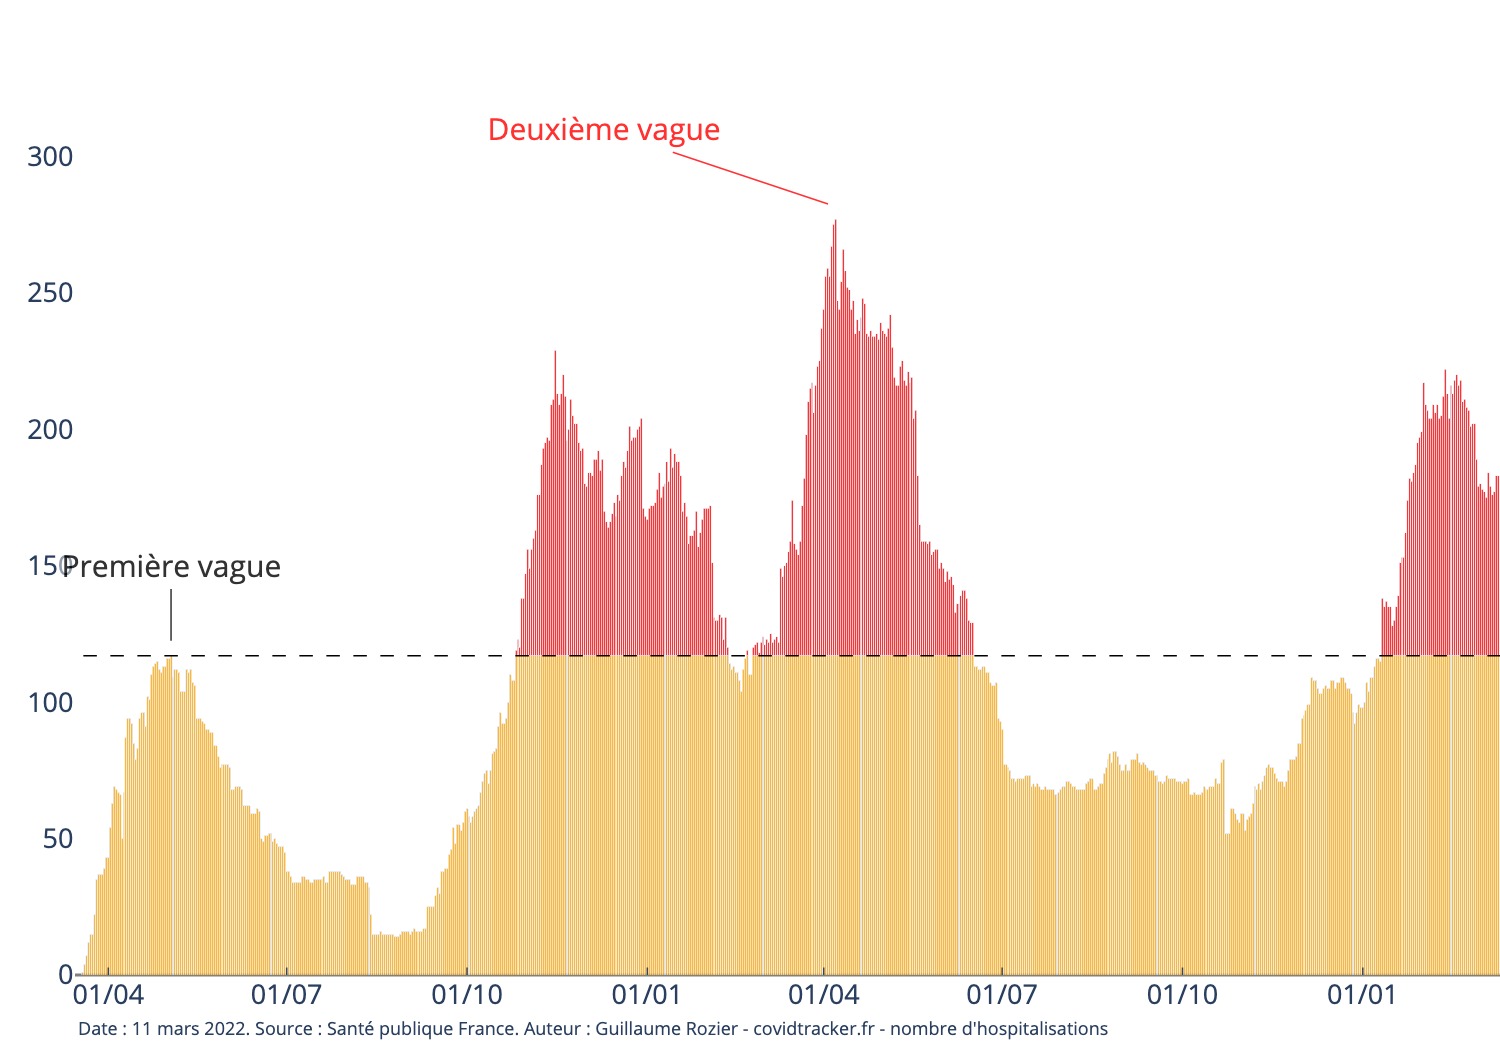 Deuxième vague
300
250
200
150
Première vague
100
50
0
01/04 01/07 01/10 01/01 01/04 01/07 01/10 01/01
Date : 11 mars 2022. Source : Santé publique France. Auteur : Guillaume Rozier - covidtracker.fr - nombre d'hospitalisations